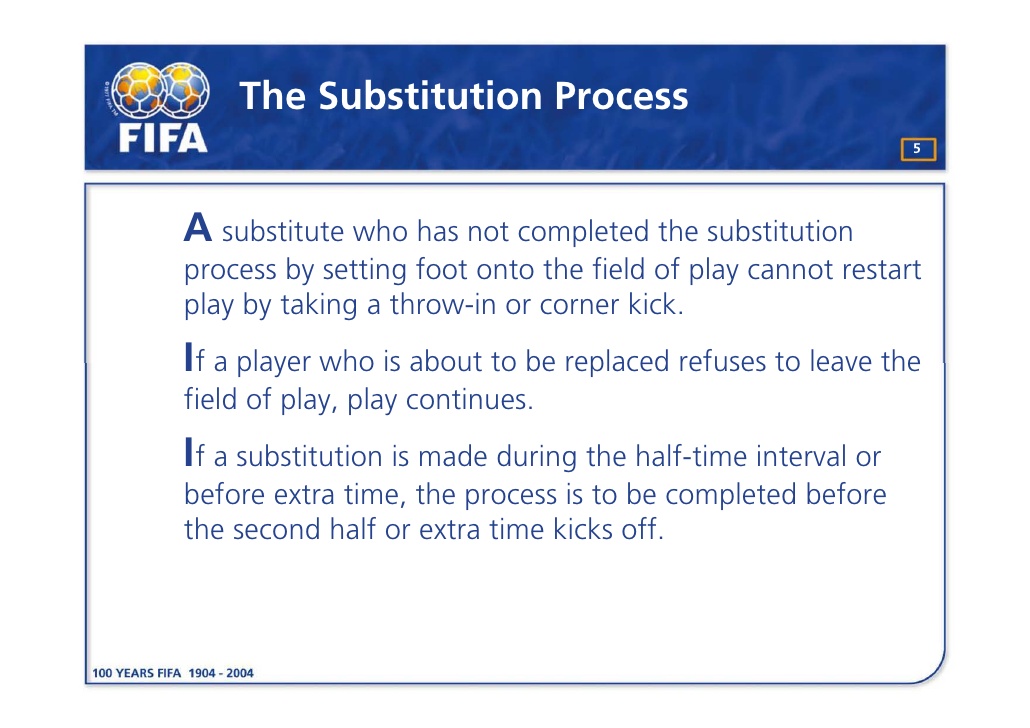 The Substitution Process
FIFA
5
A substitute who has not completed the substitution
process by setting foot onto the field of play cannot restart
play by taking a throw-in or corner kick.
If a player who is about to be replaced refuses to leave the
field of play, play continues.
If a substitution is made during the half-time interval or
before extra time, the process is to be completed before
the second half or extra time kicks off.
100 YEARS FIFA 1904 - 2004